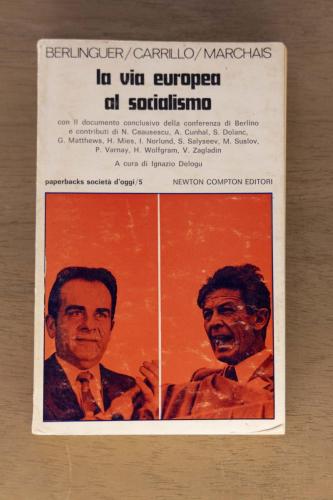 BERLINGUER/CARRILLO/MARCHAIS
la via europea
al socialismo
con Il documento conclusivo della conferenza di Berlino
e contributi di N. Ceausescu, A. Cunhal, S. Dolanc,
G. Matthews, H. Mies, I. Norlund, S. Salyseev, M. Suslov,
P. Varnay, H. Wolfgram, V. Zagladin
A cura di Ignazio Delogu
paperbacks società d'oggi/5 NEWTON COMPTON EDITORI